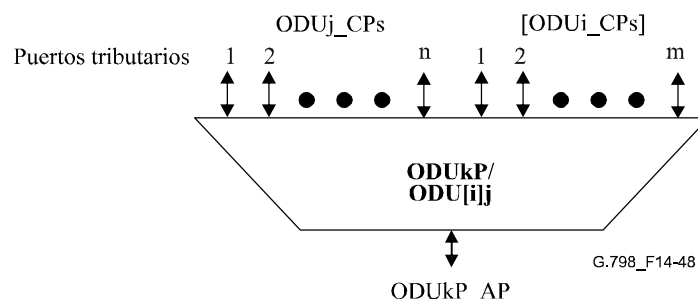 ODUj_CPs [ODUi_CPs]
Puertos tributarios 1 2 n 1 2 m
ODUkP/
ODU[i]j
G.798_F14-48
ODUkP_AP